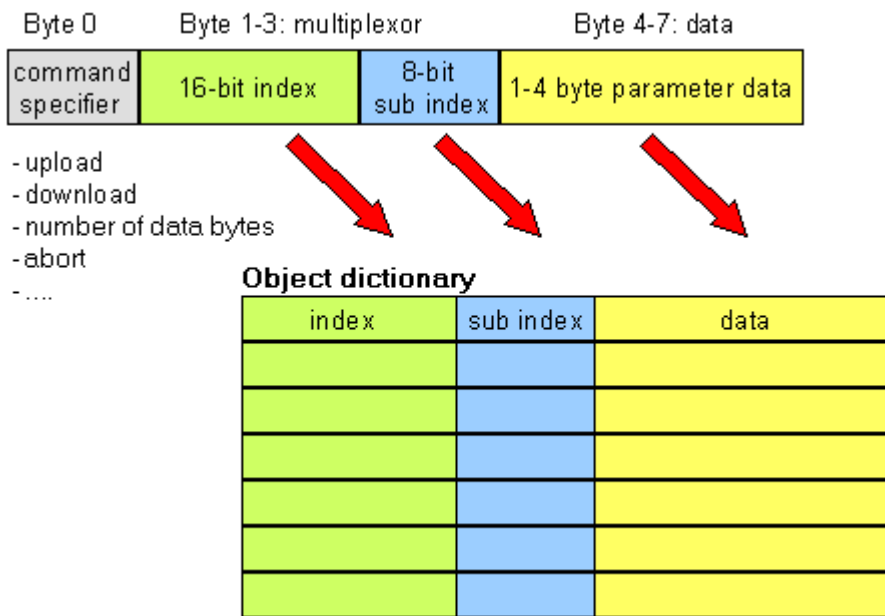 Byte 0 Byte 1-3: multiplexor Byte 4-7: data
command
specifier
16-bit index
8-bit
sub index
1-4 byte parameter data
- upload
- download
- number of data bytes
- abort
- ....
Object dictionary
index sub index data